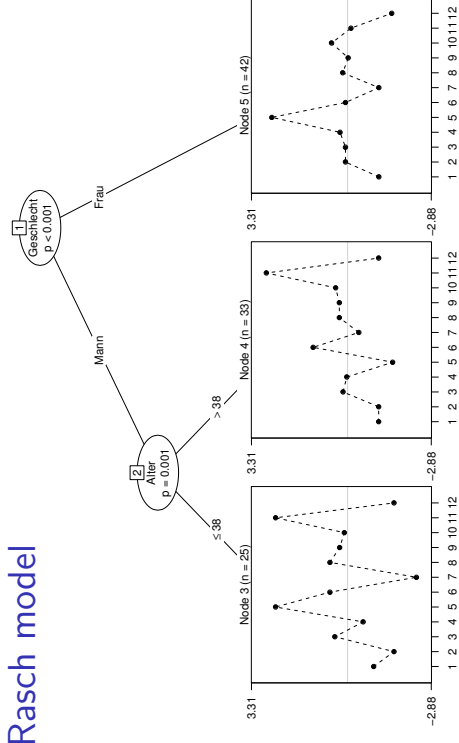 Rasch model
1
Geschlecht
p < 0.001
Mann
Frau
2
Alter
p = 0.001
≤ 38
> 38
Node 3 (n = 25)
3.31
−2.88
1 2 3 4 5 6 7 8 9 10 11 12
Node 4 (n = 33)
3.31
−2.88
1 2 3 4 5 6 7 8 9 10 11 12
Node 5 (n = 42)
3.31
−2.88
1 2 3 4 5 6 7 8 9 10 11 12